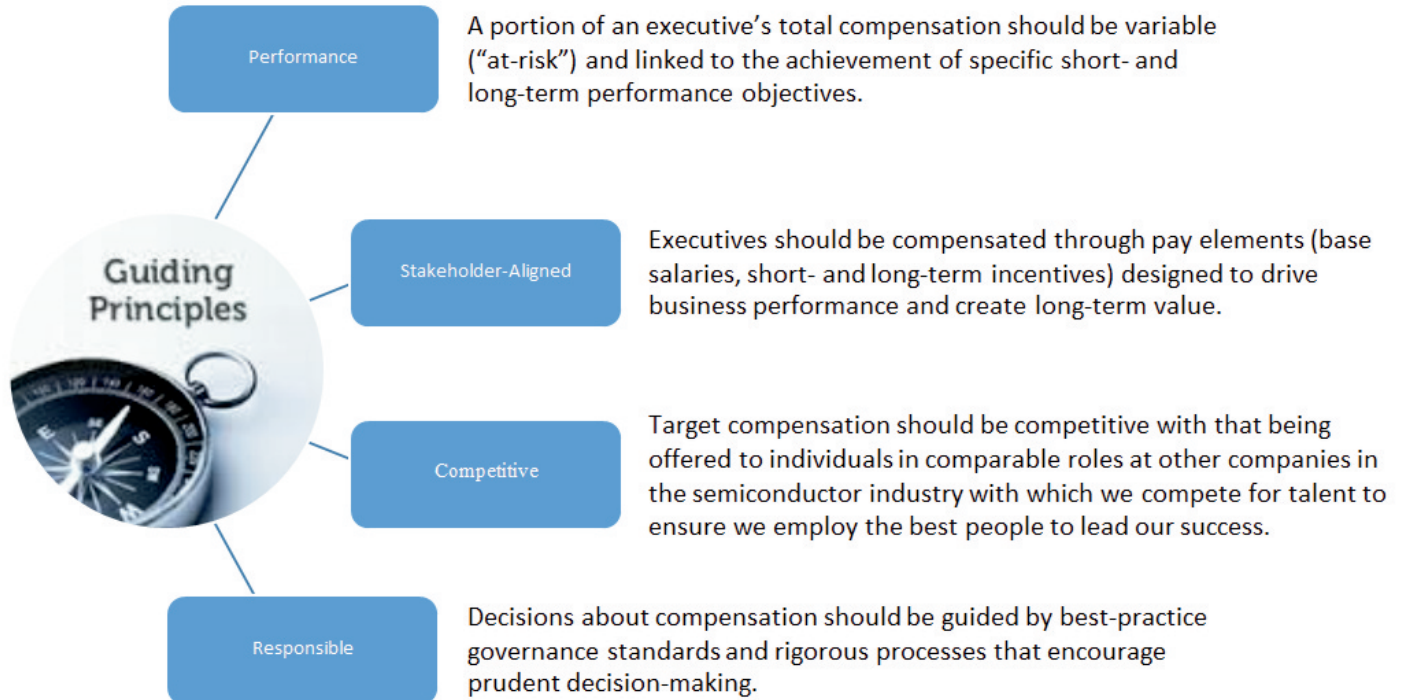 Performance
A portion of an executive’s total compensation should be variable
(“at-risk”) and linked to the achievement of specific short- and
long-term performance objectives.
Guiding
Principles
Stakeholder-Aligned
Executives should be compensated through pay elements (base
salaries, short- and long-term incentives) designed to drive
business performance and create long-term value.
Competitive
Target compensation should be competitive with that being
offered to individuals in comparable roles at other companies in
the semiconductor industry with which we compete for talent to
ensure we employ the best people to lead our success.
E
S
W
Responsible
Decisions about compensation should be guided by best-practice
governance standards and rigorous processes that encourage
prudent decision-making.